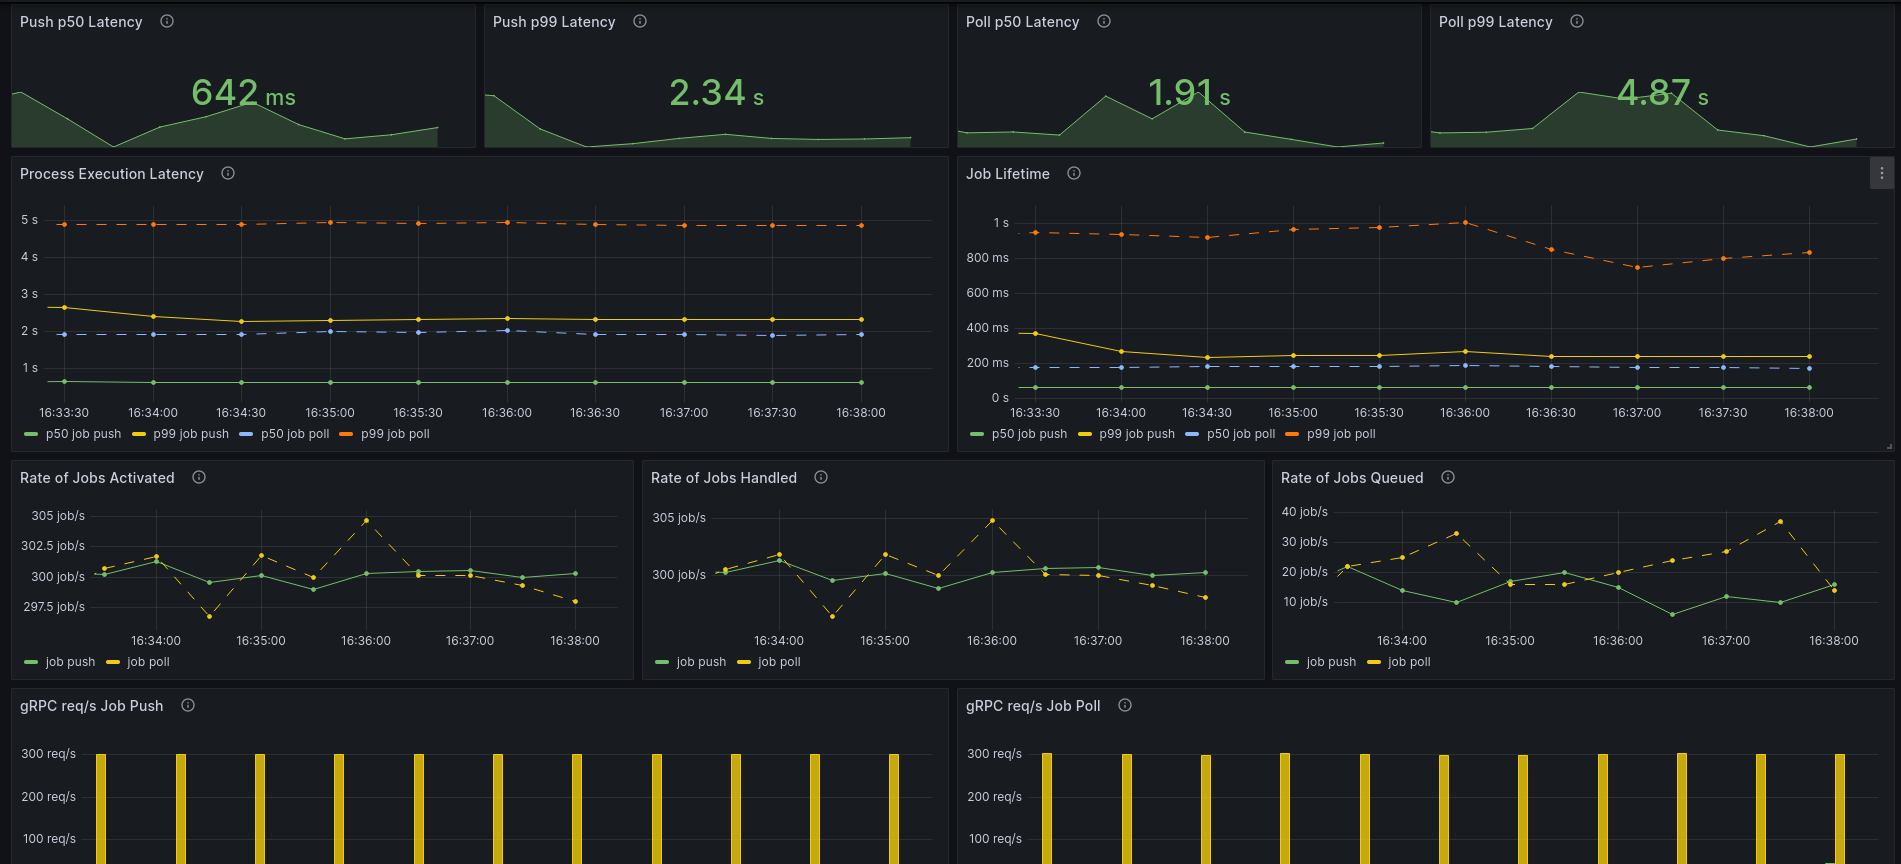 Push p50 Latency
642 ms
Push p99 Latency
2.34 s
Poll p50 Latency
1.91 s
Poll p99 Latency
4.87 s
Process Execution Latency
5 s
4 s
3 s
2 s
1 s
16:33:30 16:34:00 16:34:30 16:35:00 16:35:30 16:36:00 16:36:30 16:37:00 16:37:30 16:38:00
p50 job push p99 job push p50 job poll p99 job poll
Job Lifetime
1 s
800 ms
600 ms
400 ms
200 ms
0 s
16:33:30 16:34:00 16:34:30 16:35:00 16:35:30 16:36:00 16:36:30 16:37:00 16:37:30 16:38:00
p50 job push p99 job push p50 job poll p99 job poll
Rate of Jobs Activated
305 job/s
302.5 job/s
300 job/s
297.5 job/s
16:34:00 16:35:00 16:36:00 16:37:00 16:38:00
job push job poll
Rate of Jobs Handled
305 job/s
300 job/s
16:34:00 16:35:00 16:36:00 16:37:00 16:38:00
job push job poll
Rate of Jobs Queued
40 job/s
30 job/s
20 job/s
10 job/s
16:34:00 16:35:00 16:36:00 16:37:00 16:38:00
job push job poll
gRPC req/s Job Push
300 req/s
200 req/s
100 req/s
gRPC req/s Job Poll
300 req/s
200 req/s
100 req/s